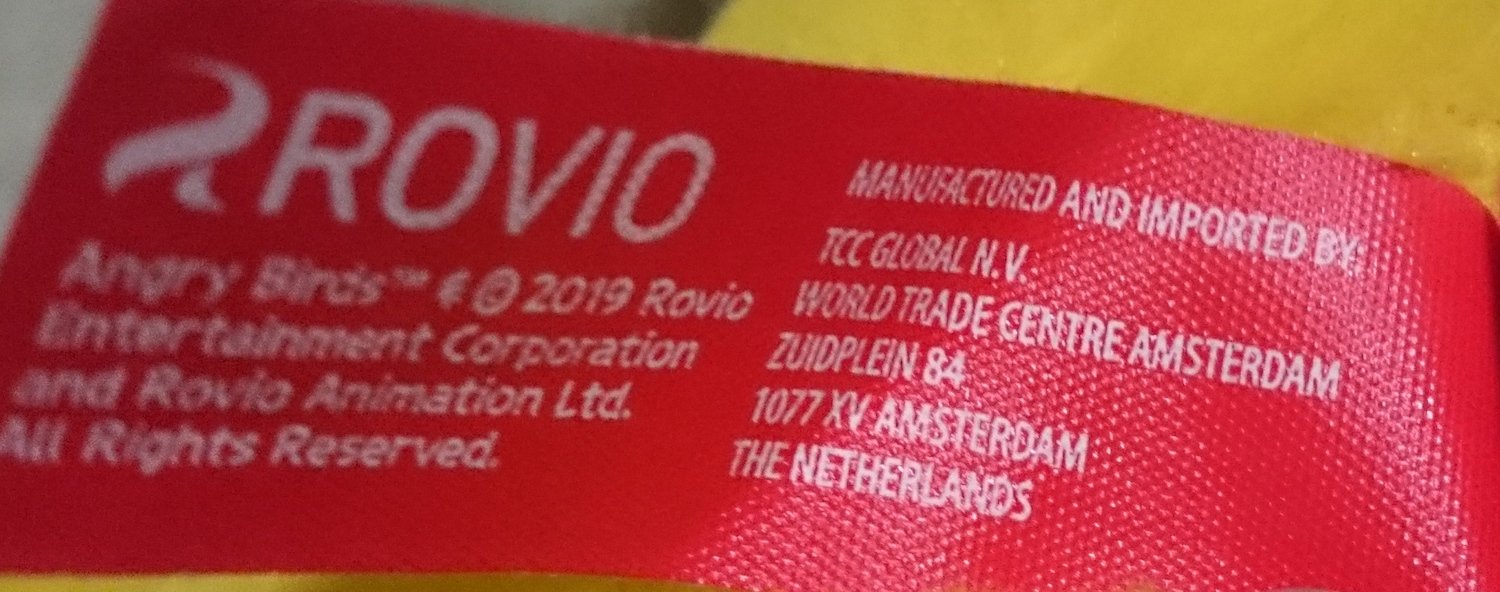 ROVIO
Angry Birds™ & © 2019 Rovio
Entertainment Corporation
and Rovio Animation Ltd.
All Rights Reserved.
MANUFACTURED AND IMPORTED BY:
TCC GLOBAL N.V.
WORLD TRADE CENTRE AMSTERDAM
ZUIDPLEIN 84
1077 XV AMSTERDAM
THE NETHERLANDS